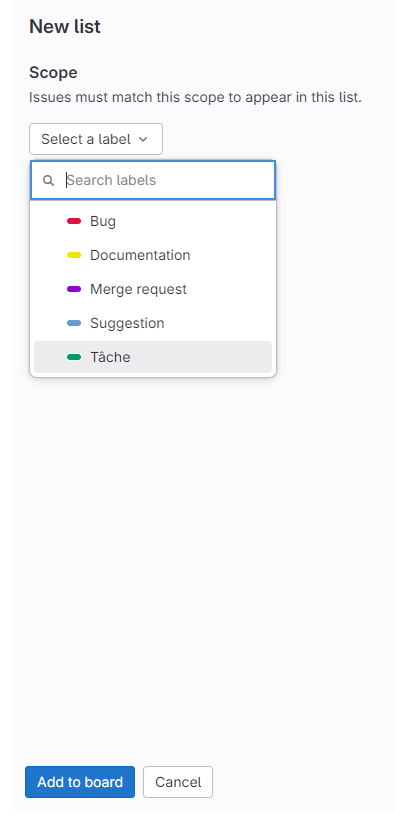 New list
Scope
Issues must match this scope to appear in this list.
Select a label
Search labels
Bug
Documentation
Merge request
Suggestion
Tâche
Add to board Cancel